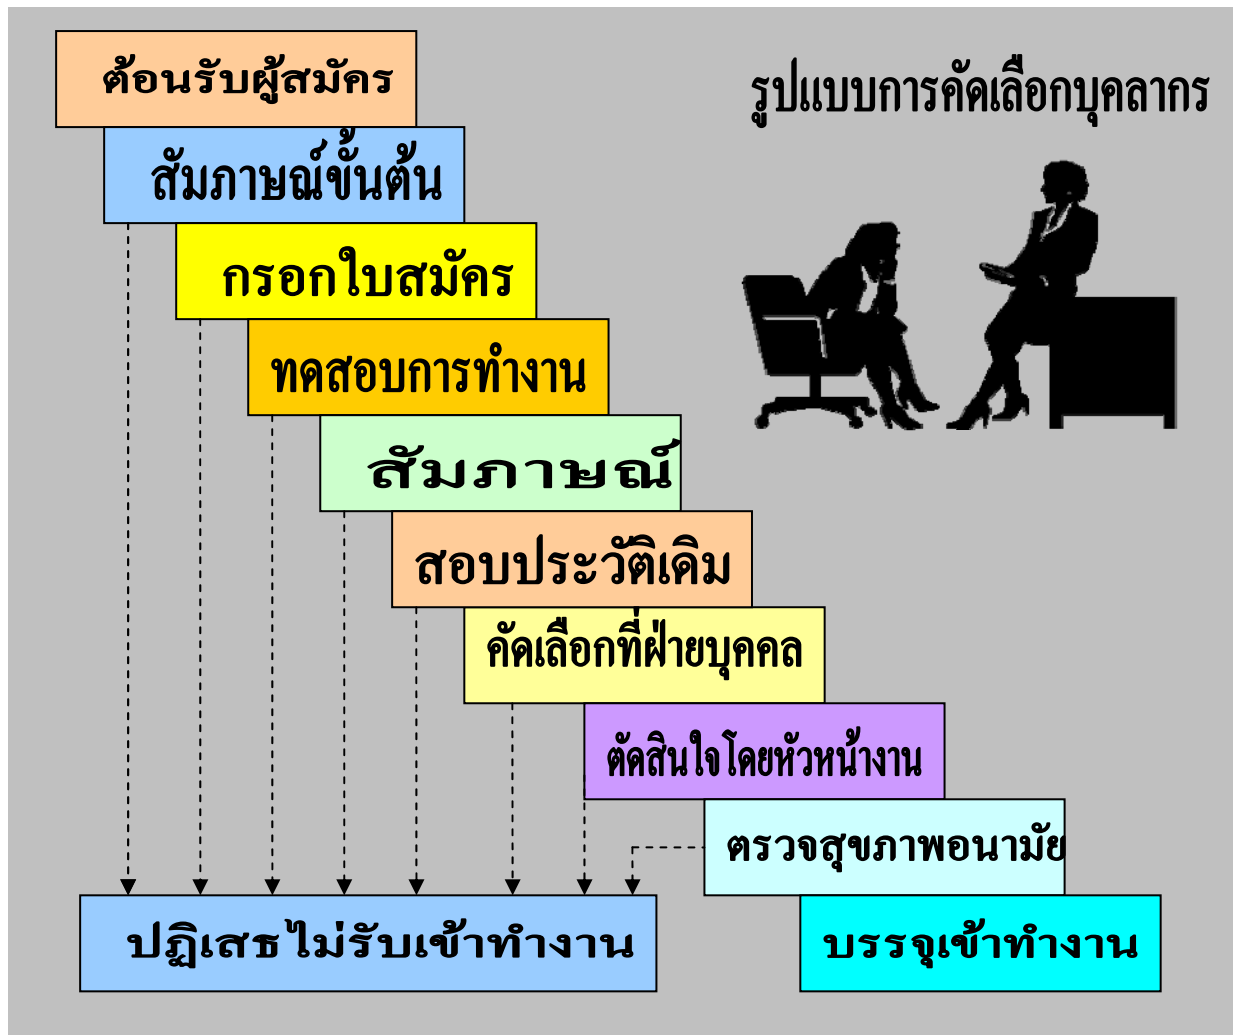 รูปแบบการคัดเลือกบุคลากร
ต้อนรับผู้สมัคร
สัมภาษณ์ขั้นต้น
กรอกใบสมัคร
ทดสอบการทำงาน
สัมภาษณ์
สอบประวัติเดิม
คัดเลือกที่ฝ่ายบุคคล
ตัดสินใจโดยหัวหน้างาน
ตรวจสุขภาพอนามัย
ปฏิเสธไม่รับเข้าทำงาน
บรรจุเข้าทำงาน